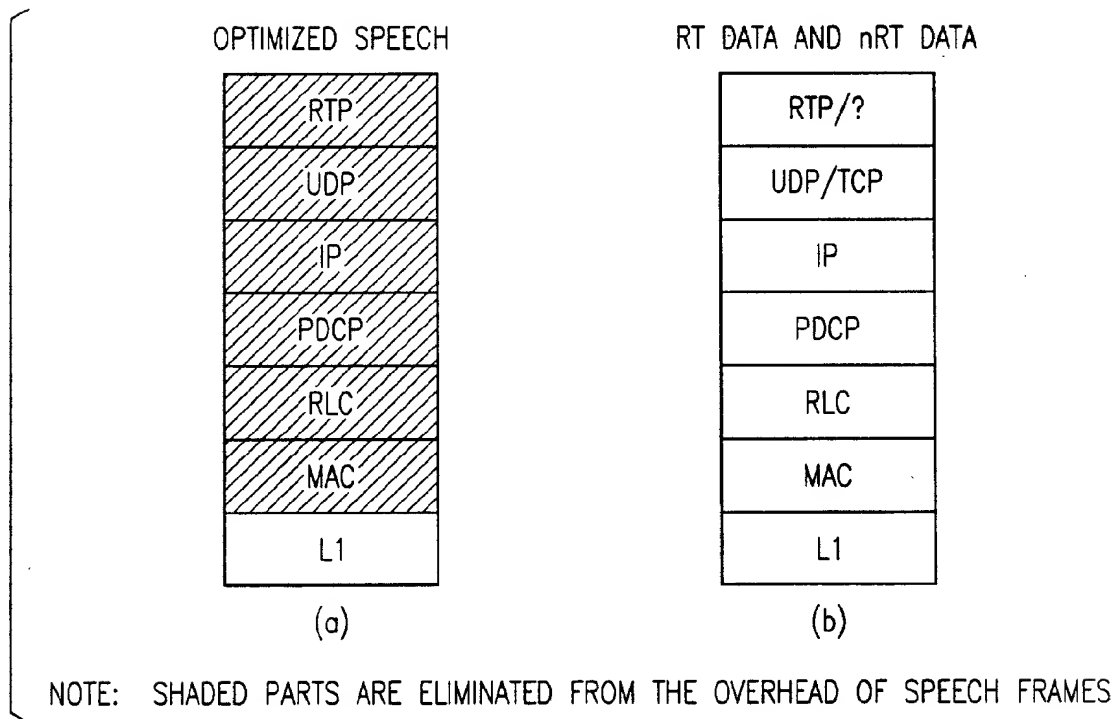 OPTIMIZED SPEECH
RTP
UDP
IP
PDCP
RLC
MAC
L1
(a)
RT DATA AND nRT DATA
RTP/?
UDP/TCP
IP
PDCP
RLC
MAC
L1
(b)
NOTE: SHADED PARTS ARE ELIMINATED FROM THE OVERHEAD OF SPEECH FRAMES